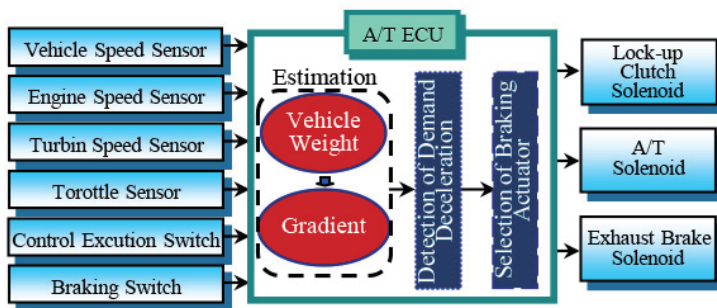 Vehicle Speed Sensor
Engine Speed Sensor
Turbin Speed Sensor
Torottle Sensor
Control Excution Switch
Braking Switch
A/T ECU
Estimation
Vehicle
Weight
Gradient
Detection of Demand
Deceleration
Selection of Braking
Actuator
Lock-up
Clutch
Solenoid
A/T
Solenoid
Exhaust Brake
Solenoid